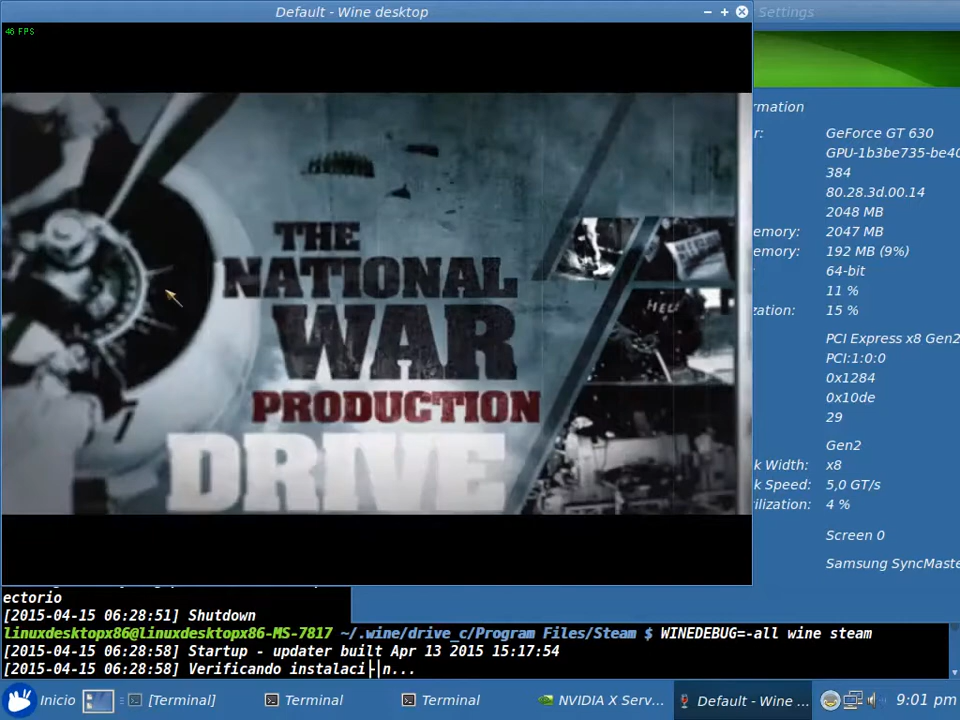 Default - Wine desktop
Settings
46 FPS
THE
NATIONAL
WAR
PRODUCTION
DRIVE
HELP
rmation
r: GeForce GT 630
GPU-1b3be735-be40
384
80.28.3d.00.14
2048 MB
emory: 2047 MB
emory: 192 MB (9%)
64-bit
11 %
zation: 15 %
PCI Express x8 Gen2
PCI:1:0:0
0x1284
0x10de
29
Gen2
k Width: x8
k Speed: 5,0 GT/s
ilization: 4 %
Screen 0
Samsung SyncMaste
ectorio
[2015-04-15 06:28:51] Shutdown
linuxdesktopx86@linuxdesktopx86-MS-7817 ~/.wine/drive_c/Program Files/Steam $ WINEDEBUG=-all wine steam
[2015-04-15 06:28:58] Startup - updater built Apr 13 2015 15:17:54
[2015-04-15 06:28:58] Verificando instalaci├│n...
Inicio [Terminal] Terminal Terminal NVIDIA X Serv... Default - Wine ... 9:01 pm